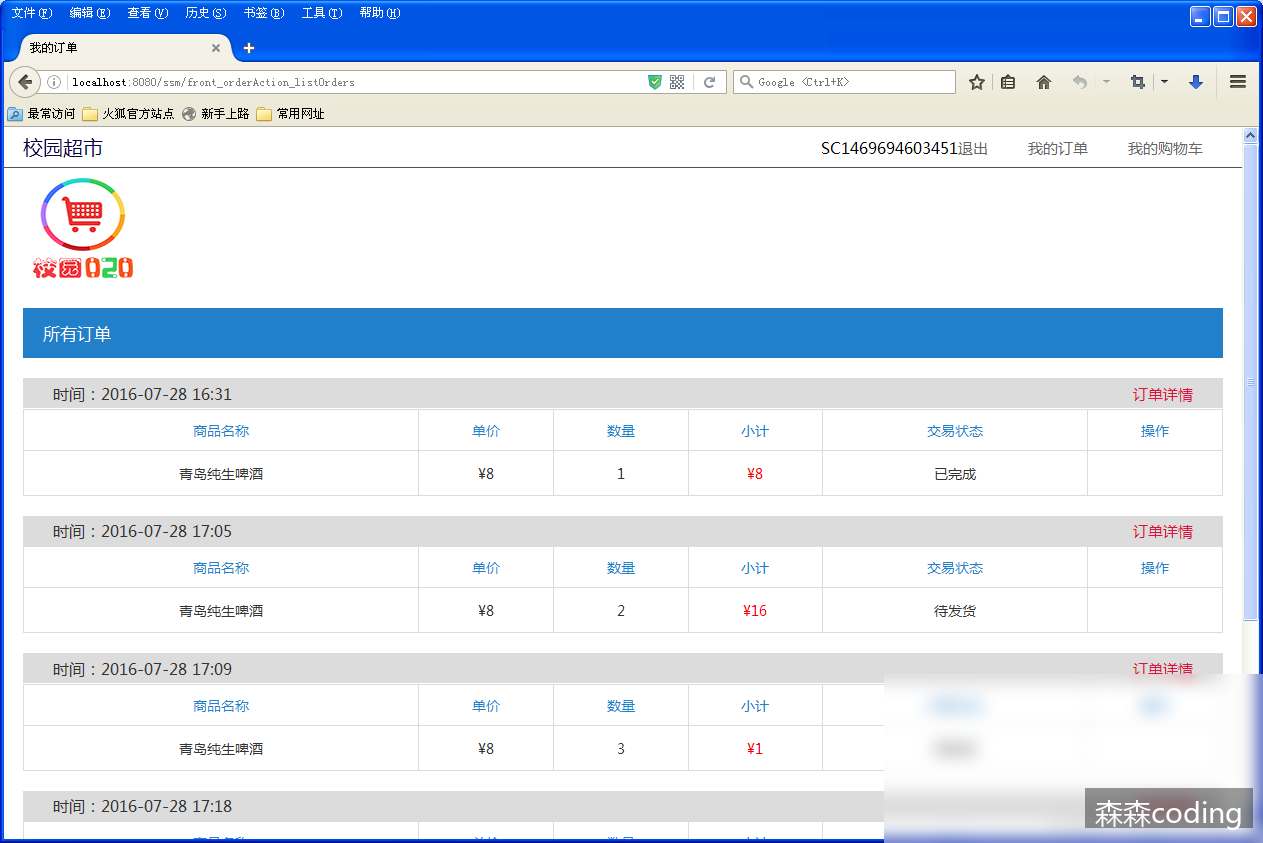 文件(F) 编辑(E) 查看(V) 历史(S) 书签(B) 工具(T) 帮助(H)
我的订单
localhost:8080/ssm/front_orderAction_listOrders
Google <Ctrl+K>
最常访问 火狐官方站点 新手上路 常用网址
校园超市 SC1469694603451退出 我的订单 我的购物车
校园020
所有订单
时间：2016-07-28 16:31 订单详情
商品名称 单价 数量 小计 交易状态 操作
青岛纯生啤酒 ¥8 1 ¥8 已完成
时间：2016-07-28 17:05 订单详情
商品名称 单价 数量 小计 交易状态 操作
青岛纯生啤酒 ¥8 2 ¥16 待发货
时间：2016-07-28 17:09 订单详情
商品名称 单价 数量 小计
青岛纯生啤酒 ¥8 3 ¥1
时间：2016-07-28 17:18
森森coding